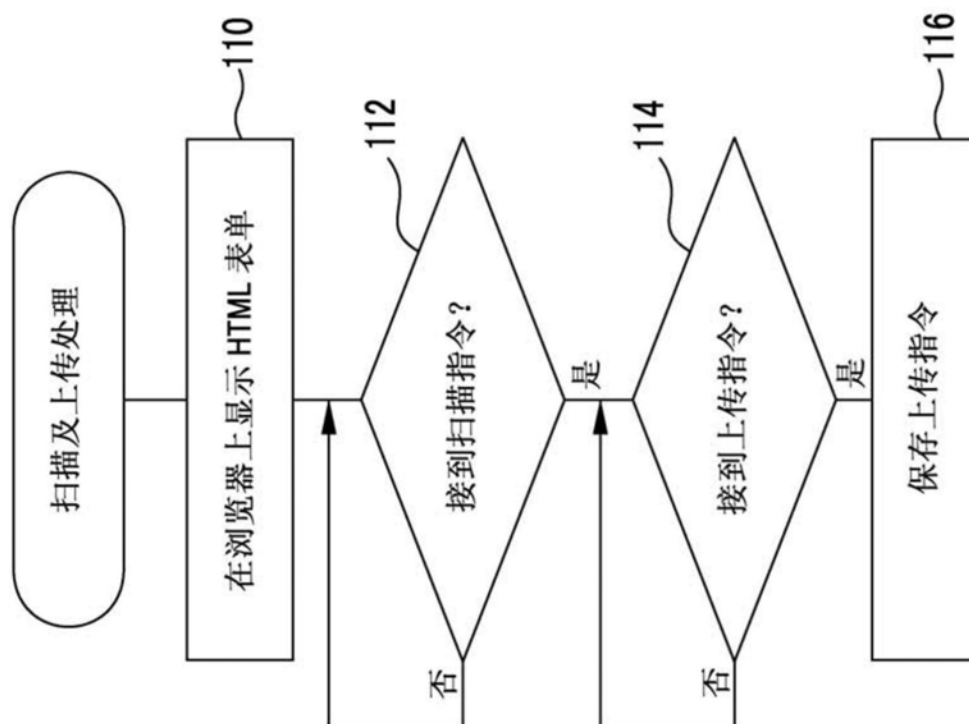 扫描及上传处理
在浏览器上显示 HTML 表单
110
接到扫描指令?
112
否
是
接到上传指令?
114
否
是
保存上传指令
116